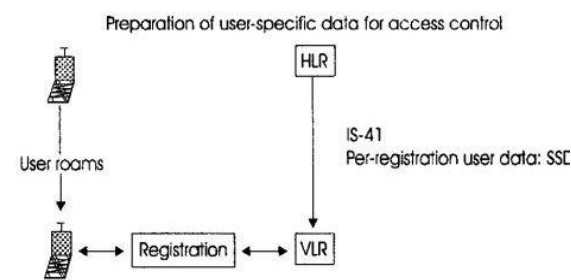 Preparation of user-specific data for access control
HLR
IS-41
Per-registration user data: SSD
User roams
Registration
VLR